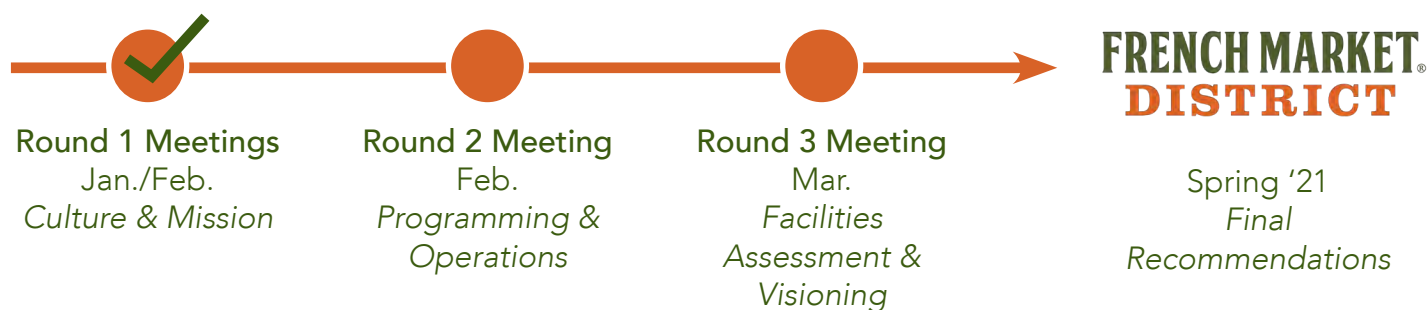 Round 1 Meetings
Jan./Feb.
Culture & Mission
Round 2 Meeting
Feb.
Programming &
Operations
Round 3 Meeting
Mar.
Facilities
Assessment &
Visioning
FRENCH MARKET®
DISTRICT
Spring ‘21
Final
Recommendations